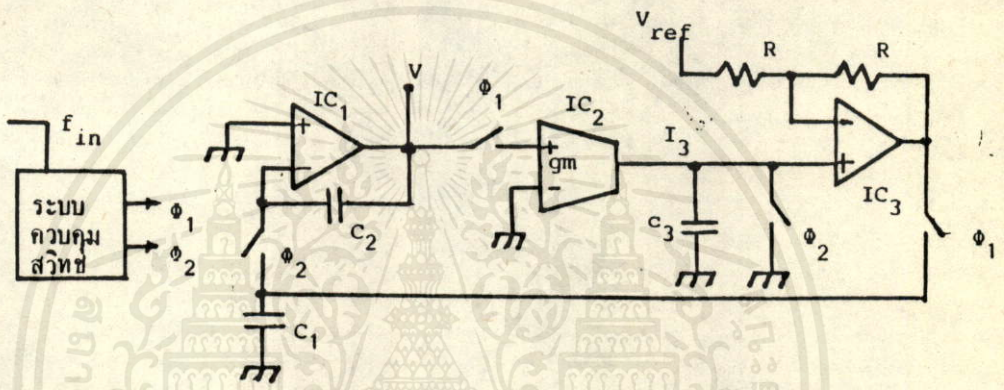 V_ref
R R
V
Φ1
IC1
IC2
f_in
+
-
+
gm
-
I3
-
+
IC3
ระบบ
ควบคุม
สวิทช์
Φ1
Φ2
C2
Φ2
C3
Φ2
Φ1
C1